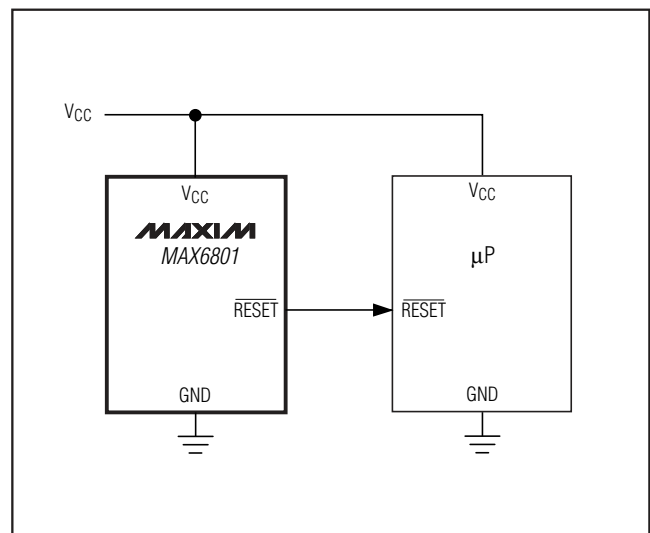 VCC
VCC
MAXIM
MAX6801
RESET
GND
VCC
µP
RESET
GND